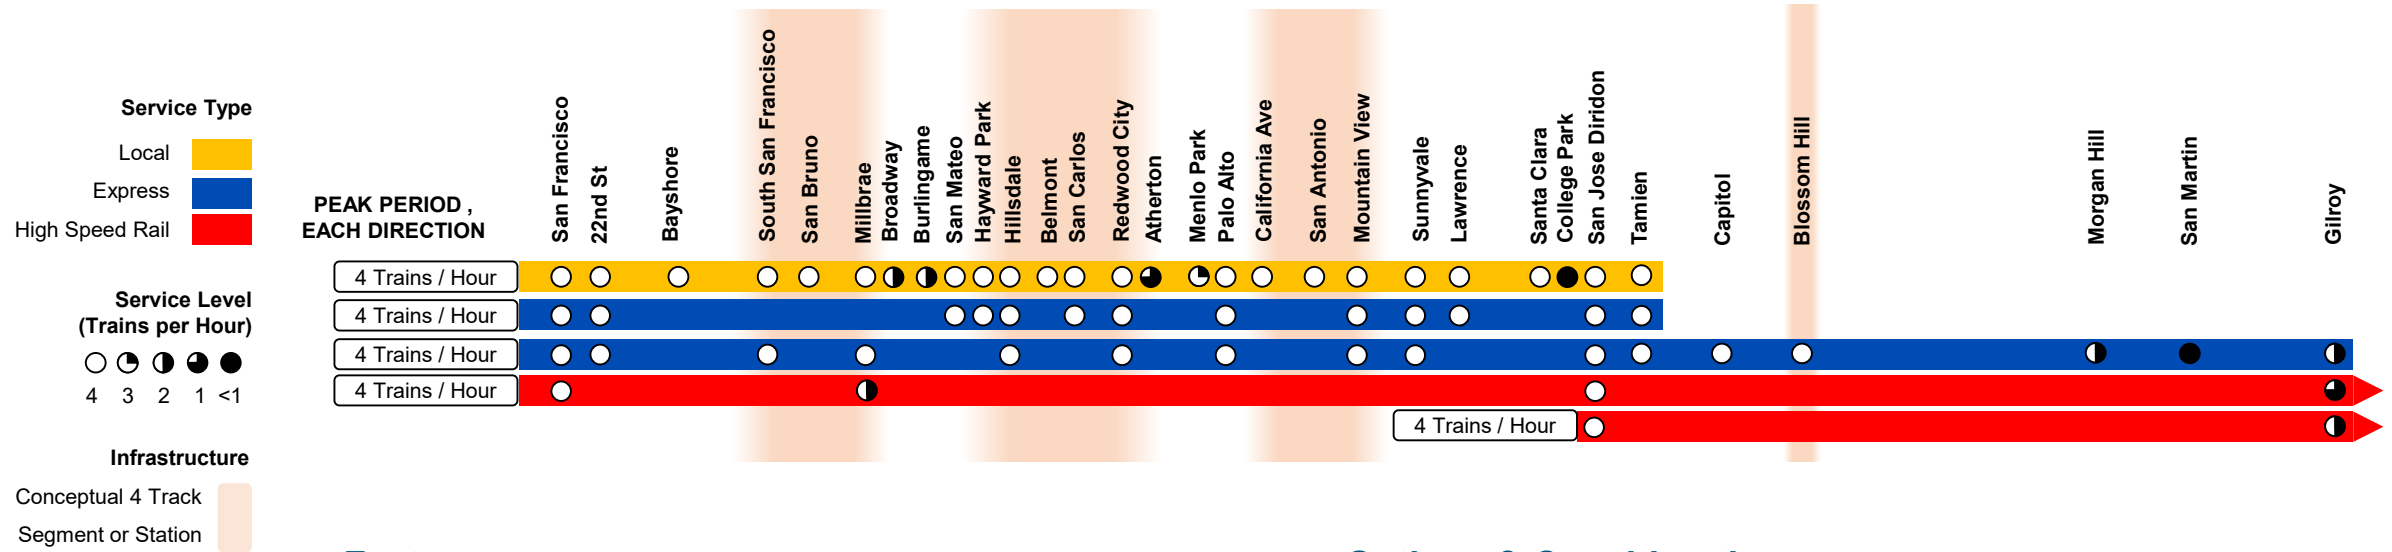 Service Type
Local
Express
High Speed Rail
Service Level
(Trains per Hour)
4 3 2 1 <1
Infrastructure
Conceptual 4 Track
Segment or Station
PEAK PERIOD ,
EACH DIRECTION
San Francisco
22nd St
Bayshore
South San Francisco
San Bruno
Millbrae
Broadway
Burlingame
San Mateo
Hayward Park
Hillsdale
Belmont
San Carlos
Redwood City
Atherton
Menlo Park
Palo Alto
California Ave
San Antonio
Mountain View
Sunnyvale
Lawrence
Santa Clara
College Park
San Jose Diridon
Tamien
Capitol
Blossom Hill
Morgan Hill
San Martin
Gilroy
4 Trains / Hour
4 Trains / Hour
4 Trains / Hour
4 Trains / Hour
4 Trains / Hour